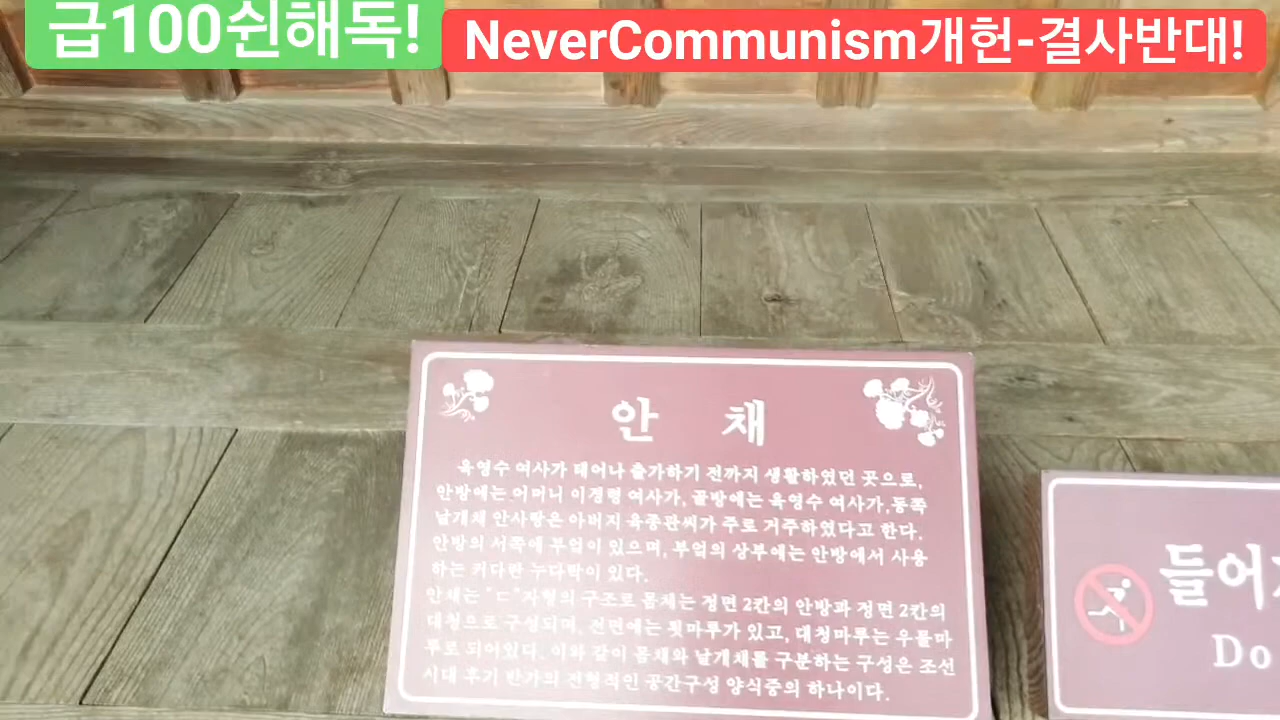 급100쉰해독!
NeverCommunism개헌-결사반대!
안 채
육영수 여사가 태어나 출가하기 전까지 생활하였던 곳으로,
안방에는 어머니 이경령 여사가, 골방에는 육영수 여사가,동쪽
날개채 안사랑은 아버지 육종관씨가 주로 거주하였다고 한다.
안방의 서쪽에 부엌이 있으며, 부엌의 상부에는 안방에서 사용
하는 커다란 누다락이 있다.
안채는 "ㄷ"자형의 구조로 몸채는 정면 2칸의 안방과 정면 2칸의
대청으로 구성되며, 전면에는 툇마루가 있고, 대청마루는 우물마
루로 되어있다. 이와 같이 몸채와 날개채를 구분하는 구성은 조선
시대 후기 반가의 전형적인 공간구성 양식중의 하나이다.
들어
Do